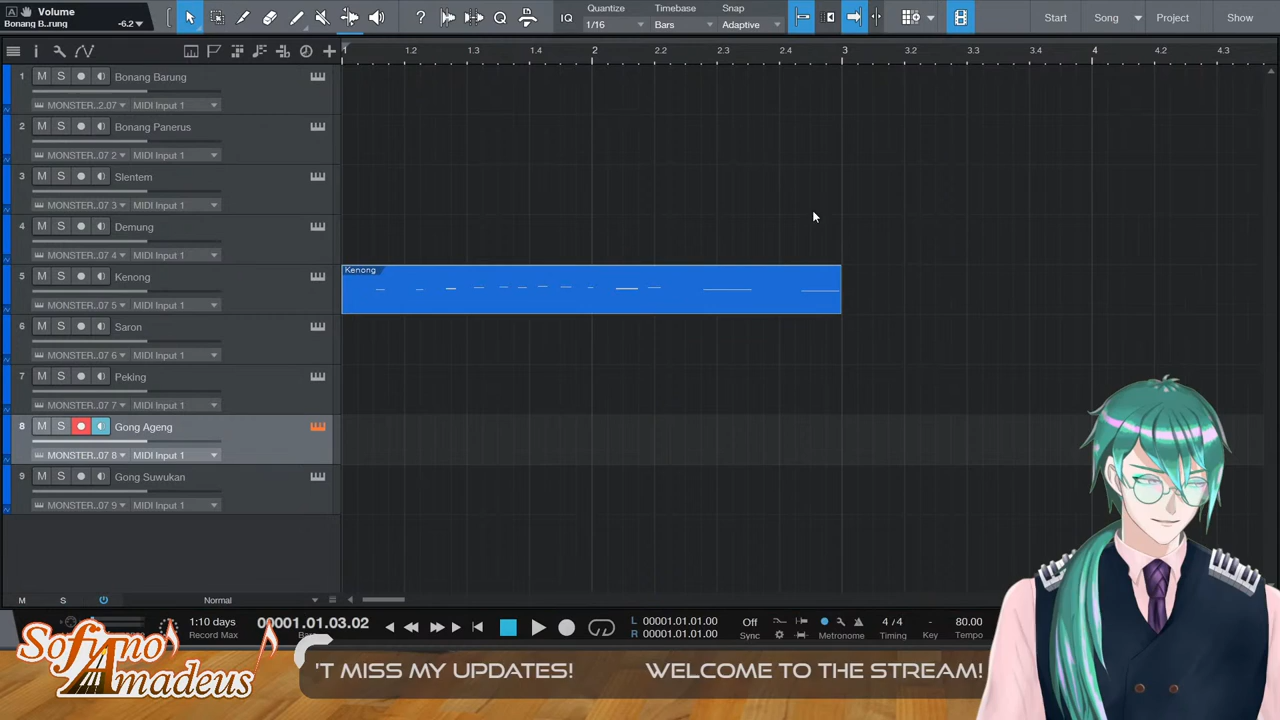 Volume
Bonang B..rung -6.2
IQ
Quantize
1/16
Timebase
Bars
Snap
Adaptive
Start Song Project Show
1 1.2 1.3 1.4 2 2.2 2.3 2.4 3 3.2 3.3 3.4 4 4.2 4.3
1 M S Bonang Barung
MONSTER..2.07 MIDI Input 1
2 M S Bonang Panerus
MONSTER..07 2 MIDI Input 1
3 M S Slentem
MONSTER..07 3 MIDI Input 1
4 M S Demung
MONSTER..07 4 MIDI Input 1
5 M S Kenong
MONSTER..07 5 MIDI Input 1
Kenong
6 M S Saron
MONSTER..07 6 MIDI Input 1
7 M S Peking
MONSTER..07 7 MIDI Input 1
8 M S Gong Ageng
MONSTER..07 8 MIDI Input 1
9 M S Gong Suwukan
MONSTER..07 9 MIDI Input 1
M S Normal
1:10 days
Record Max
00001.01.03.02
L 00001.01.01.00
R 00001.01.01.00
Off
Sync
Metronome
4 / 4
Timing
-
Key
80.00
Tempo
Sofiano
Amadeus
'T MISS MY UPDATES! WELCOME TO THE STREAM!